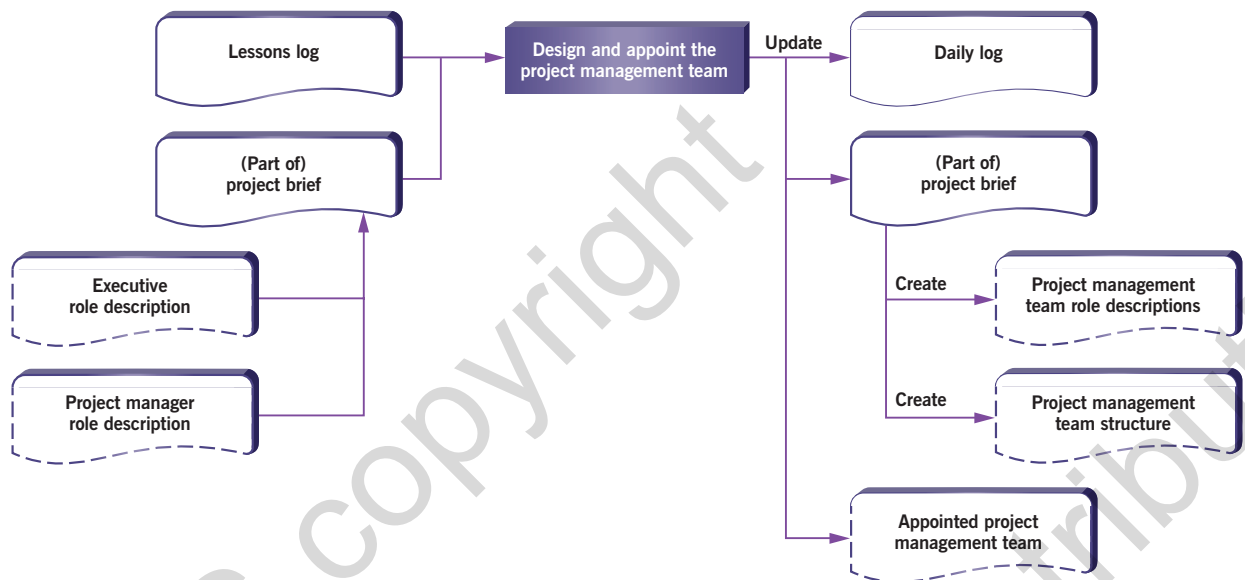 Lessons log
Design and appoint the
project management team
Update
Daily log
(Part of)
project brief
(Part of)
project brief
Executive
role description
Create
Project management
team role descriptions
Project manager
role description
Create
Project management
team structure
Appointed project
management team
copyright